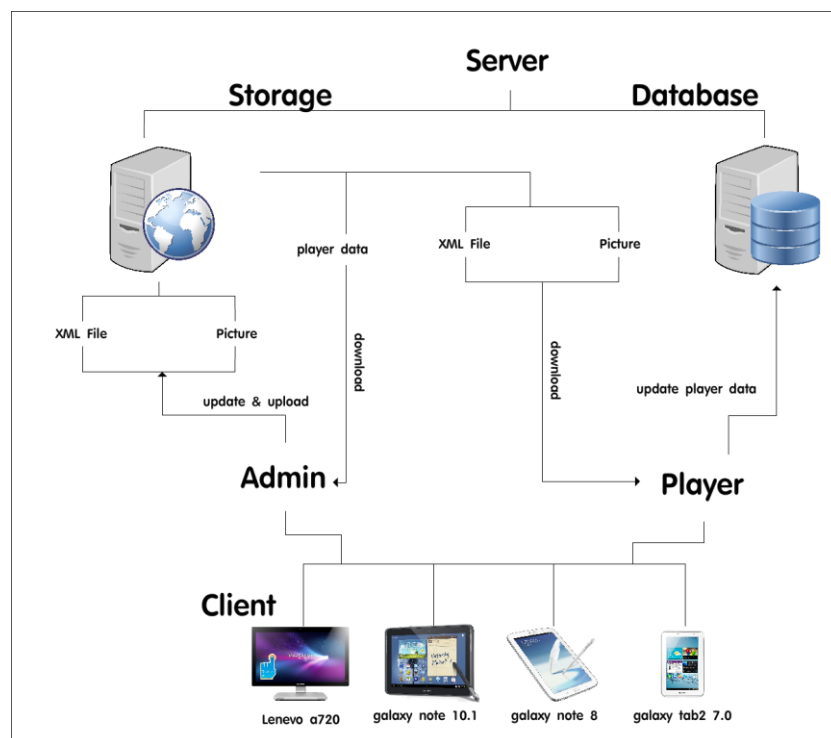 Server
Storage
Database
player data
XML File
Picture
XML File
Picture
download
download
update & upload
update player data
Admin
Player
Client
Lenevo a720
galaxy note 10.1
galaxy note 8
galaxy tab2 7.0